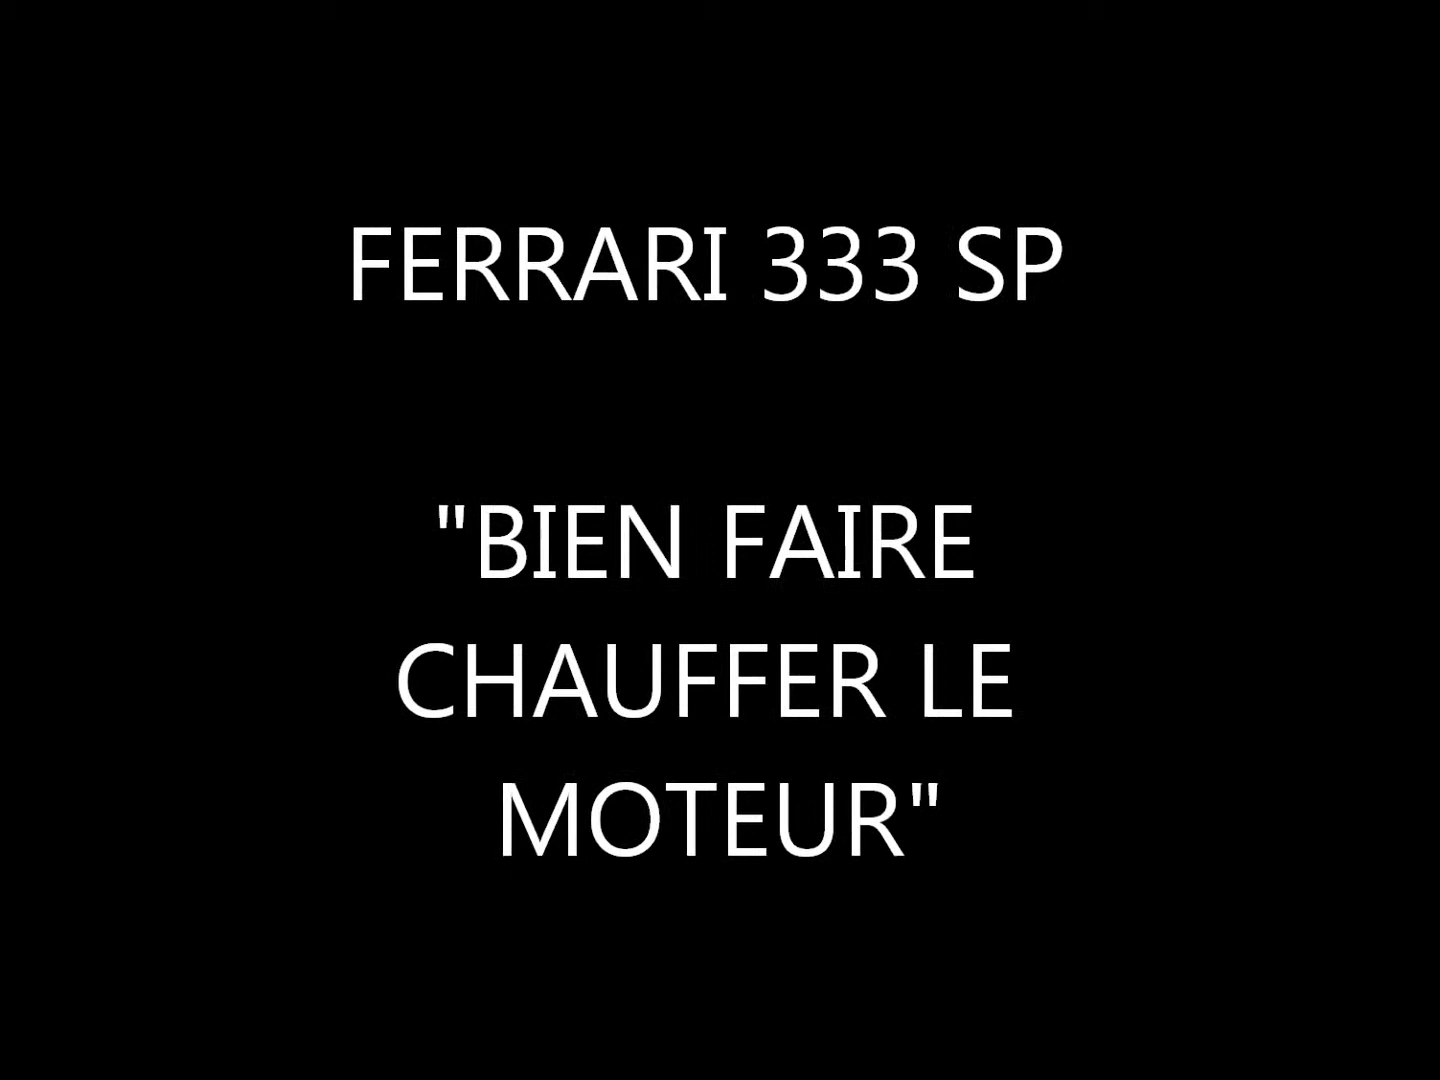 FERRARI 333 SP
"BIEN FAIRE
CHAUFFER LE
MOTEUR"